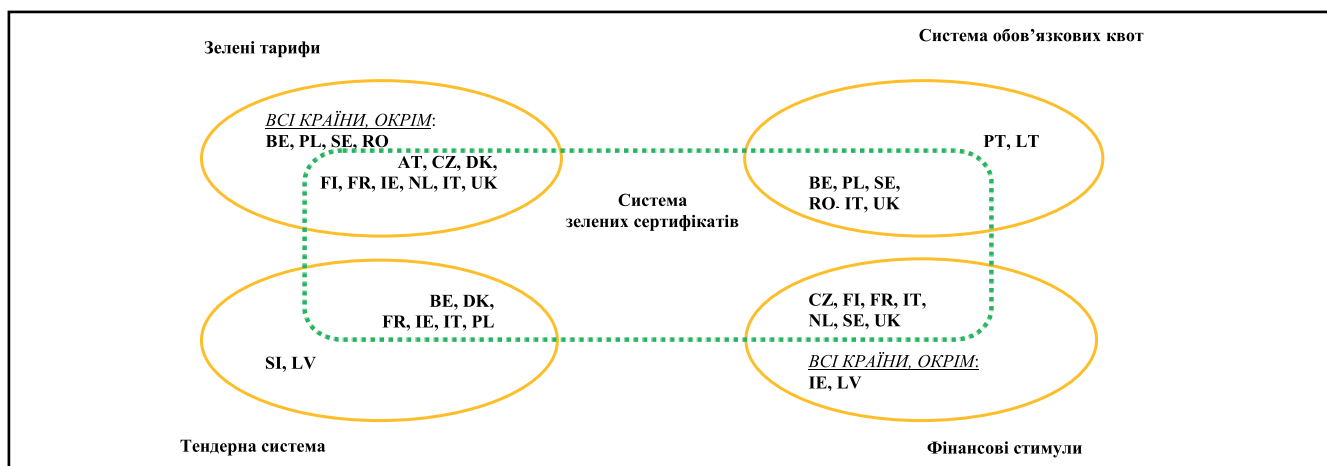 Зелені тарифи
Система обов’язкових квот
ВСІ КРАЇНИ, ОКРІМ:
BE, PL, SE, RO
AT, CZ, DK,
FI, FR, IE, NL, IT, UK
PT, LT
BE, PL, SE,
RO- IT, UK
Система
зелених сертифікатів
BE, DK,
FR, IE, IT, PL
SI, LV
CZ, FI, FR, IT,
NL, SE, UK
ВСІ КРАЇНИ, ОКРІМ:
IE, LV
Тендерна система
Фінансові стимули